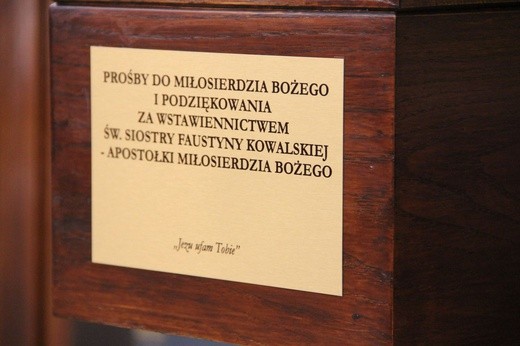 PROŚBY DO MIŁOSIERDZIA BOŻEGO
I PODZIĘKOWANIA
ZA WSTAWIENNICTWEM
ŚW. SIOSTRY FAUSTYNY KOWALSKIEJ
- APOSTOŁKI MIŁOSIERDZIA BOŻEGO
„Jezu ufam Tobie”